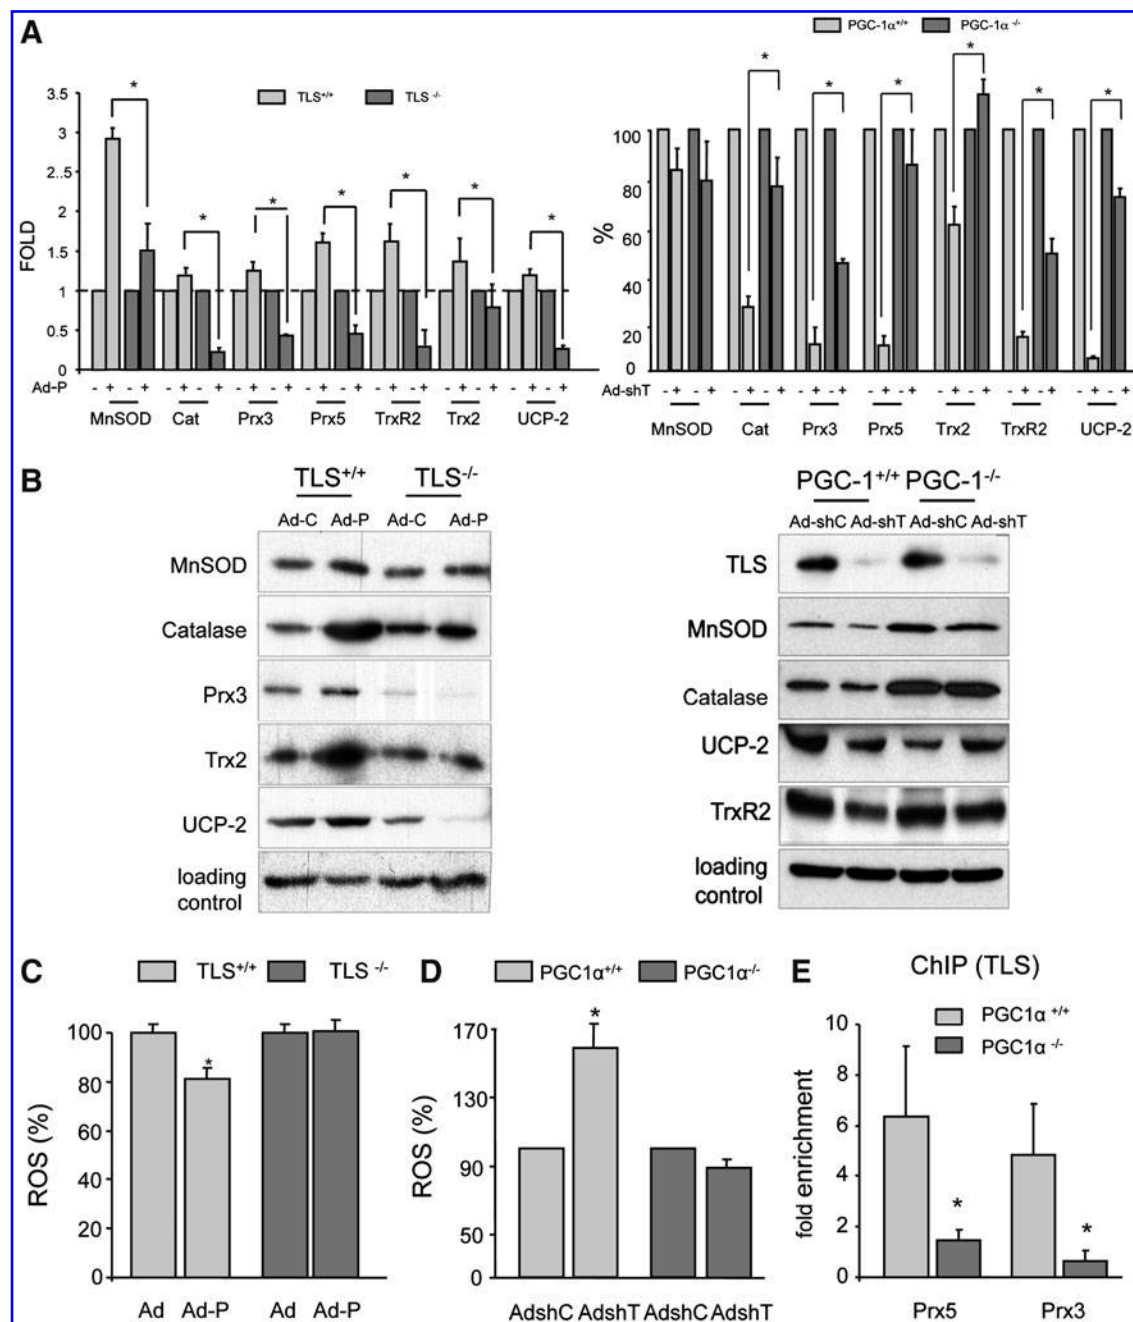 A
TLS+/+ TLS -/-
FOLD
3.5
3
2.5
2
1.5
1
0.5
0
Ad-P - + - + - + - + - + - + - + - + - + - + - + - + - + - +
MnSOD Cat Prx3 Prx5 TrxR2 Trx2 UCP-2
* * * * * * *
PGC-1α+/+ PGC-1α -/-
%
100
80
60
40
20
0
Ad-shT - + - + - + - + - + - + - + - + - + - + - + - + - + - +
MnSOD Cat Prx3 Prx5 Trx2 TrxR2 UCP-2
* * * * * *
B
TLS+/+ TLS-/-
Ad-C Ad-P Ad-C Ad-P
MnSOD
Catalase
Prx3
Trx2
UCP-2
loading
control
PGC-1+/+ PGC-1-/-
Ad-shC Ad-shT Ad-shC Ad-shT
TLS
MnSOD
Catalase
UCP-2
TrxR2
loading
control
C
TLS+/+ TLS -/-
ROS (%)
100
80
60
40
20
0
*
Ad Ad-P Ad Ad-P
D
PGC1α+/+ PGC1α-/-
ROS (%)
170
130
90
50
0
*
AdshC AdshT AdshC AdshT
E
ChIP (TLS)
PGC1α +/+
PGC1α -/-
fold enrichment
10
8
6
4
2
0
* *
Prx5 Prx3